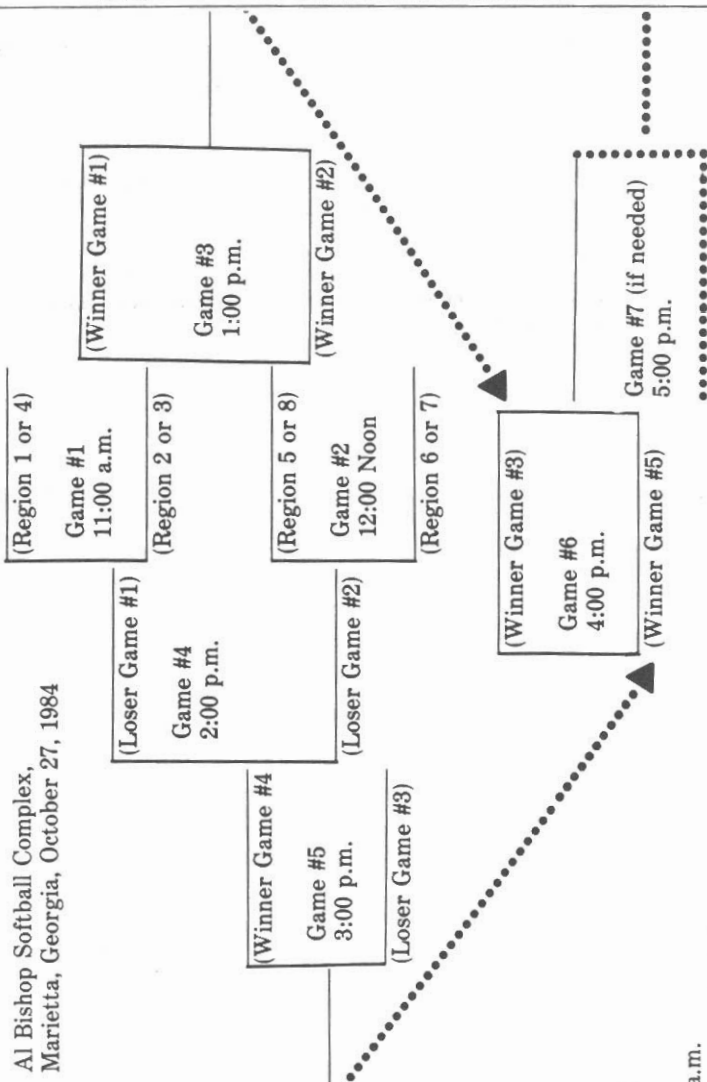 Al Bishop Softball Complex,
Marietta, Georgia, October 27, 1984
(Region 1 or 4)
Game #1
11:00 a.m.
(Region 2 or 3)
(Region 5 or 8)
Game #2
12:00 Noon
(Region 6 or 7)
(Winner Game #1)
Game #3
1:00 p.m.
(Winner Game #2)
(Loser Game #1)
Game #4
2:00 p.m.
(Loser Game #2)
(Winner Game #4)
Game #5
3:00 p.m.
(Loser Game #3)
(Winner Game #3)
Game #6
4:00 p.m.
(Winner Game #5)
Game #7 (if needed)
5:00 p.m.
a.m.